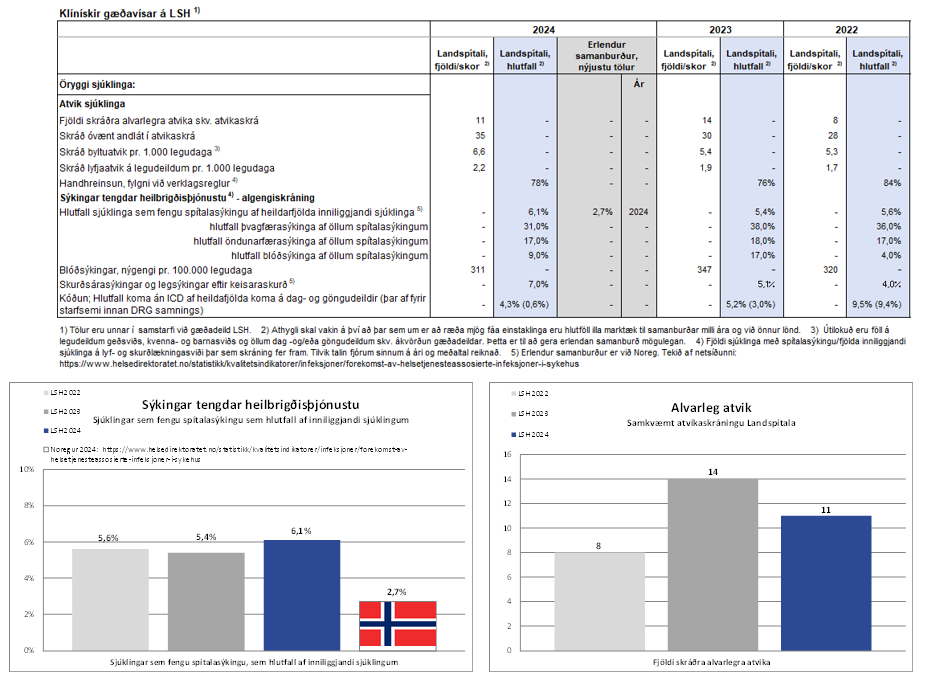 Klínískir gæðavísar á LSH 1)
2024 2023 2022
Landspítali, fjöldi/skor 2) Landspítali, hlutfall 2) Erlendur samanburður, nýjustu tölur Landspítali, fjöldi/skor 2) Landspítali, hlutfall 2) Landspítali, fjöldi/skor 2) Landspítali, hlutfall 2)
Öryggi sjúklinga: Ár
Atvik sjúklinga
Fjöldi skráðra alvarlegra atvika skv. atvikaskrá 11 - - - 14 - 8 -
Skráð óvænt andlát í atvikaskrá 35 - - - 30 - 28 -
Skráð byltuatvik pr. 1.000 legudaga 3) 6,6 - - - 5,4 - 5,3 -
Skráð lyfjaatvik á legudeildum pr. 1.000 legudaga 2,2 - - - 1,9 - 1,7 -
Handhreinsun, fylgni við verklagsreglur 4) 78% - - 76% 84%
Sýkingar tengdar heilbrigðisþjónustu 4) - algengiskráning
Hlutfall sjúklinga sem fengu spítalasýkingu af heildarfjölda inniliggjandi sjúklinga 5) - 6,1% 2,7% 2024 - 5,4% - 5,6%
hlutfall þvagfærasýkinga af öllum spítalasýkingum - 31,0% - - - 38,0% - 36,0%
hlutfall öndunarfærasýkinga af öllum spítalasýkingum - 17,0% - - - 18,0% - 17,0%
hlutfall blóðsýkinga af öllum spítalasýkingum - 9,0% - - - 17,0% - 4,0%
Blóðsýkingar, nýgengi pr. 100.000 legudaga 311 - - - 347 - 320 -
Skurðsárasýkingar og legsýkingar eftir keisaraskurð 5) - 7,0% - - - 5,1% - 4,0%
Kóðun; Hlutfall koma án ICD af heildafjölda koma á dag- og göngudeildir (þar af fyrir
starfsemi innan DRG samnings) - 4,3% (0,6%) - - - 5,2% (3,0%) - 9,5% (9,4%)
1) Tölur eru unnar í samstarfi við gæðadeild LSH. 2) Athygli skal vakin á því að þar sem um er að ræða mjög fáa einstaklinga eru hlutföll illa marktæk til samanburðar milli ára og við önnur lönd. 3) Útilokuð eru föll á
legudeildum geðsviðs, kvenna- og barnasviðs og öllum dag -og/eða göngudeildum skv. ákvörðun gæðadeildar. Þetta er til að gera erlendan samanburð mögulegan. 4) Fjöldi sjúklinga með spítalasýkingu/fjölda inniliggjandi
sjúklinga á lyf- og skurðlækningasviði þar sem skráning fer fram. Tilvik talin fjórum sinnum á ári og meðaltal reiknað. 5) Erlendur samanburður er við Noreg. Tekið af netsíðunni:
https://www.helsedirektoratet.no/statistikk/kvalitetsindikatorer/infeksjoner/forekomst-av-helsetjenesteassosierte-infeksjoner-i-sykehus
LSH 2022
LSH 2023
LSH 2024
Sýkingar tengdar heilbrigðisþjónustu
Sjúklingar sem fengu spítalasýkingu sem hlutfall af inniliggjandi sjúklingum
Noregur 2024: https://www.helsedirektoratet.no/statistikk/kvalitetsindikatorer/infeksjoner/forekomst-av-
helsetjenesteassosierte-infeksjoner-i-sykehus
10%
8%
6%
4%
2%
0%
5,6% 5,4% 6,1% 2,7%
Sjúklingar sem fengu spítalasýkingu, sem hlutfall af inniliggjandi sjúklingum
LSH 2022
LSH 2023
LSH 2024
Alvarleg atvik
Samkvæmt atvikaskráningu Landspítala
16
14
12
10
8
6
4
2
0
8 14 11
Fjöldi skráðra alvarlegra atvika